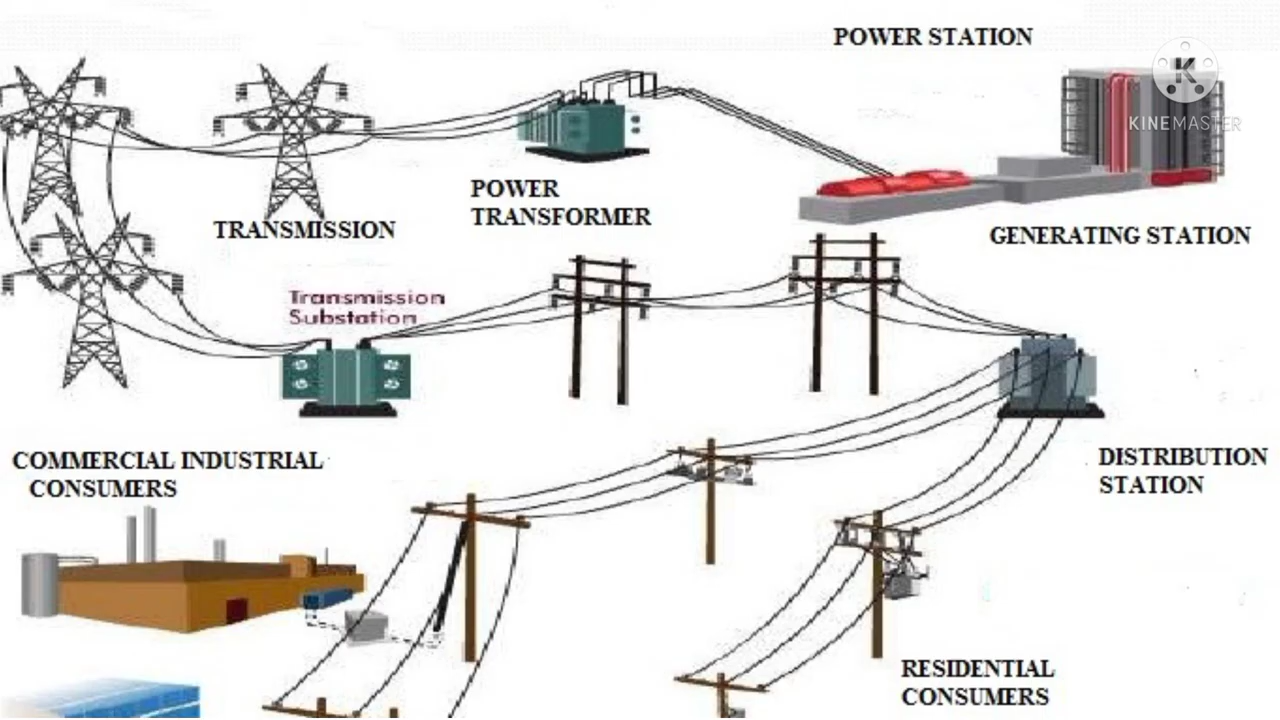 POWER STATION
K
KINEMASTER
POWER
TRANSFORMER
TRANSMISSION
GENERATING STATION
Transmission
Substation
COMMERCIAL INDUSTRIAL
CONSUMERS
DISTRIBUTION
STATION
RESIDENTIAL
CONSUMERS